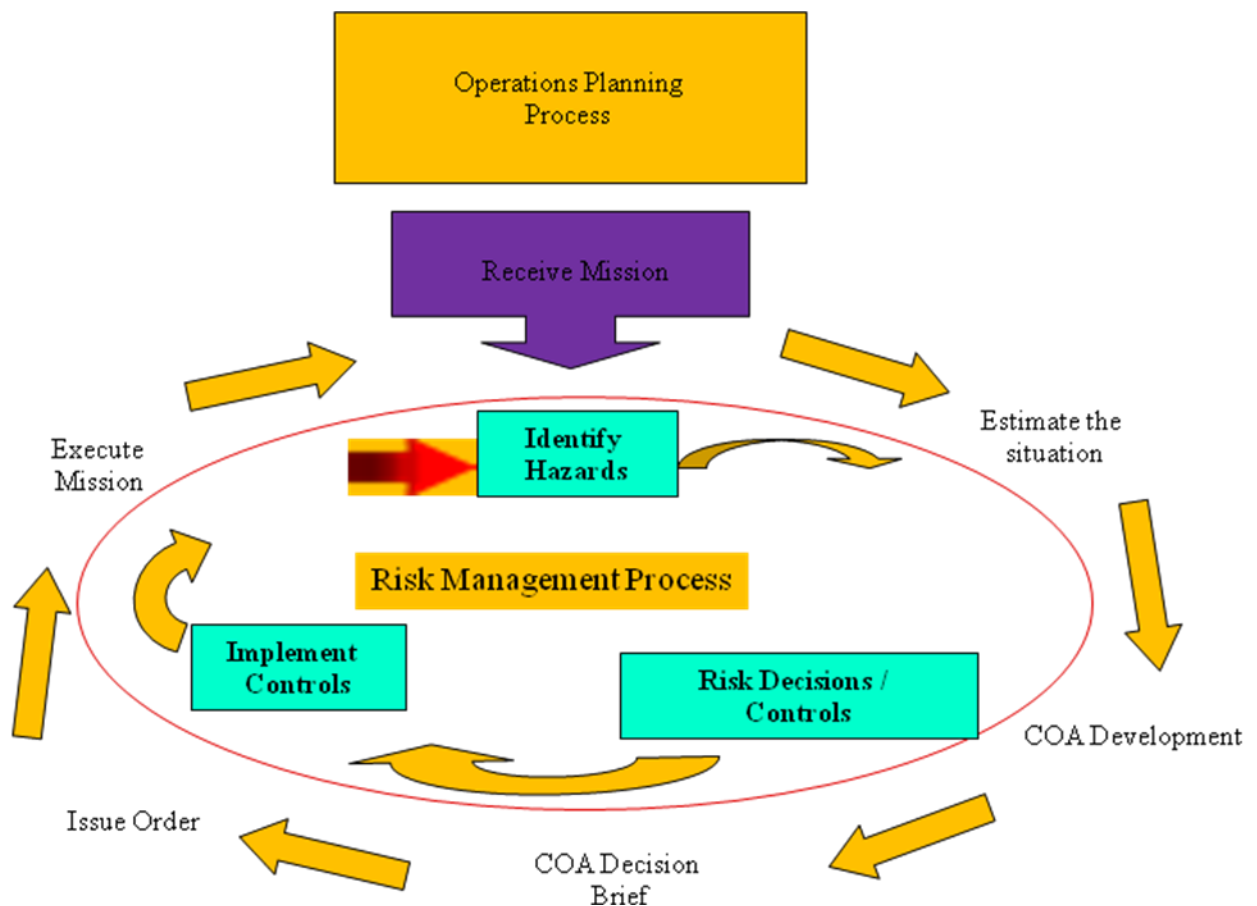 Operations Planning
Process
Receive Mission
Identify
Hazards
Estimate the
situation
Execute
Mission
Risk Management Process
Implement
Controls
Risk Decisions /
Controls
COA Development
Issue Order
COA Decision
Brief